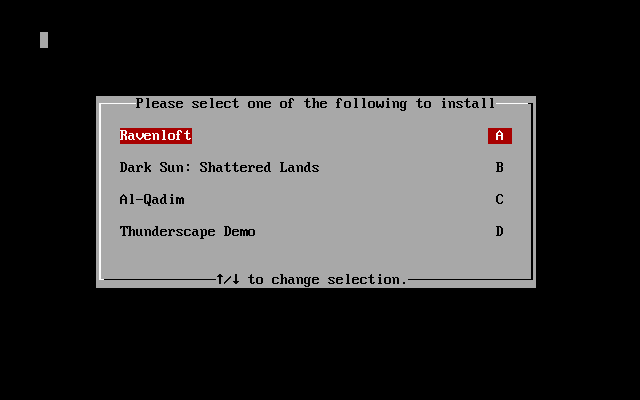 Please select one of the following to install
Ravenloft A
Dark Sun: Shattered Lands B
Al-Qadim C
Thunderscape Demo D
↑/↓ to change selection.